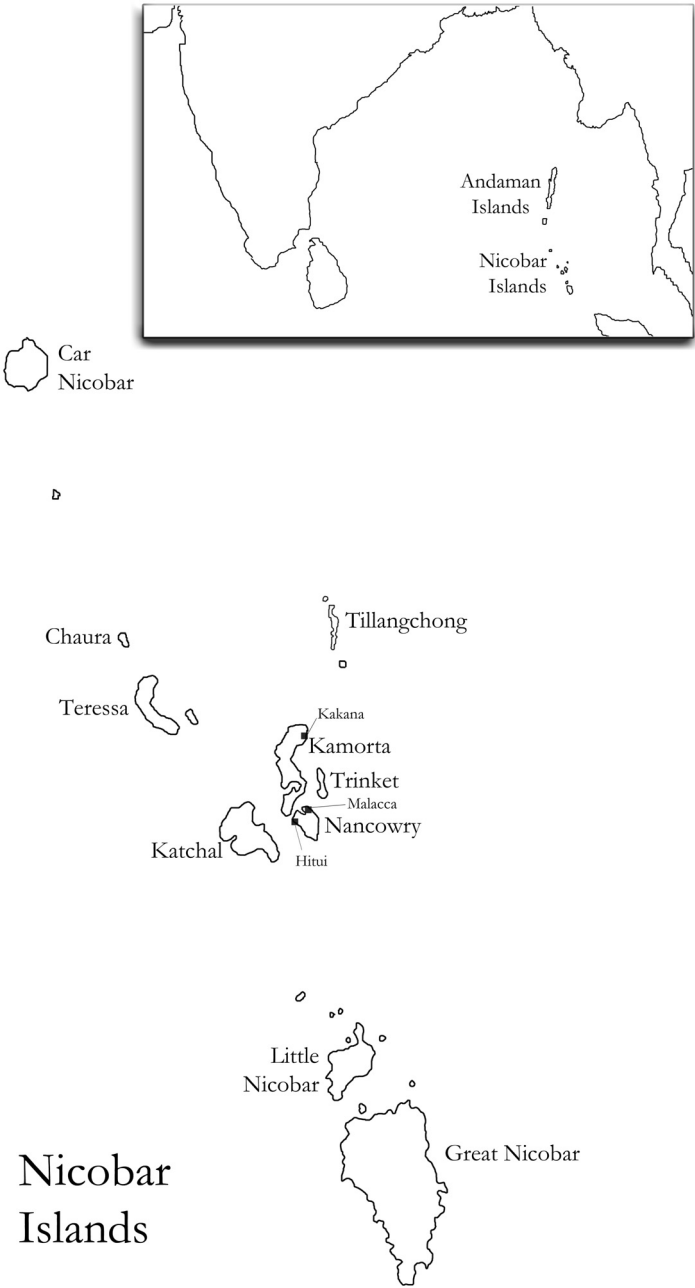 Andaman
Islands
Nicobar
Islands
Car
Nicobar
Tillangchong
Chaura
Teressa
Kakana
Kamorta
Trinket
Malacca
Nancowry
Katchal
Hitui
Little
Nicobar
Great Nicobar
Nicobar
Islands